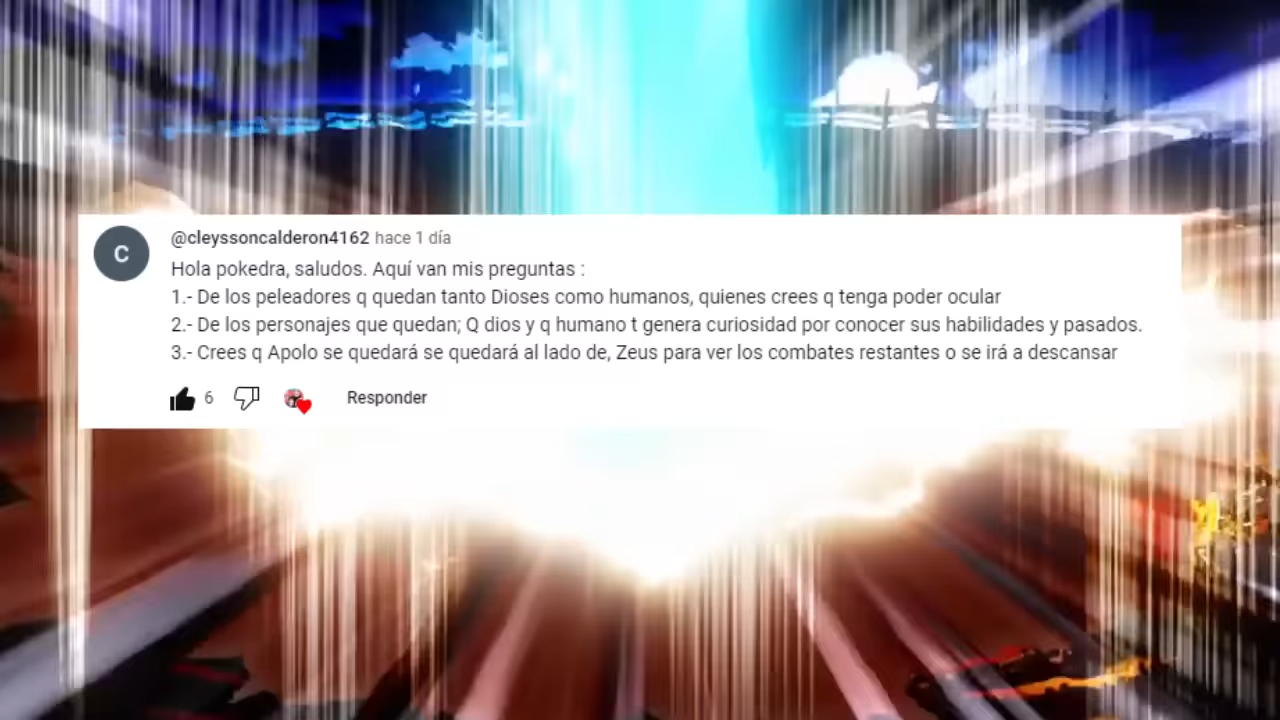 C
@cleyssoncalderon4162 hace 1 día
Hola pokedra, saludos. Aquí van mis preguntas :
1.- De los peleadores q quedan tanto Dioses como humanos, quienes crees q tenga poder ocular
2.- De los personajes que quedan; Q dios y q humano t genera curiosidad por conocer sus habilidades y pasados.
3.- Crees q Apolo se quedará se quedará al lado de, Zeus para ver los combates restantes o se irá a descansar
6 Responder